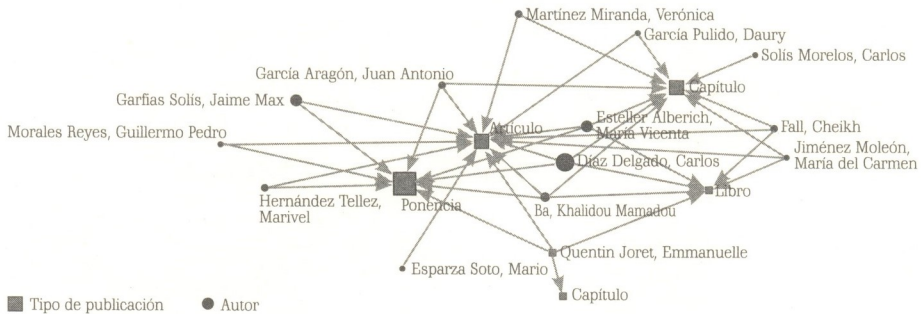 Martínez Miranda, Verónica
García Pulido, Daury
Solís Morelos, Carlos
García Aragón, Juan Antonio
Capítulo
Garfias Solís, Jaime Max
Esteller Alberich,
María Vicenta
Artículo
Fall, Cheikh
Morales Reyes, Guillermo Pedro
Jiménez Moleón,
María del Carmen
Díaz Delgado, Carlos
Libro
Hernández Tellez,
Marivel
Ponencia
Ba, Khalidou Mamadou
Quentin Joret, Emmanuelle
Esparza Soto, Mario
Capítulo
Tipo de publicación
Autor